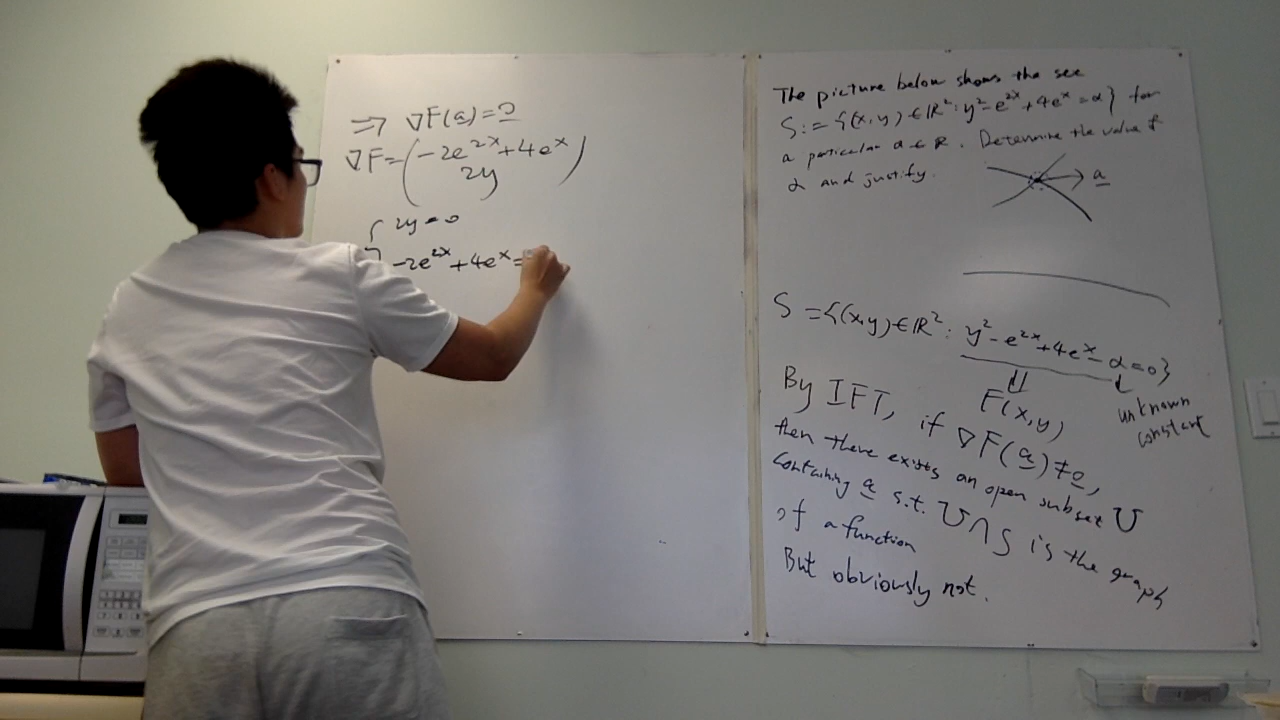 ⇒ ∇F(a)=0
∇F=(-2e^{2x}+4e^x
2y)
{ 2y=0
-2e^{2x}+4e^x=
The picture below shows the see
S:={(x,y)∈ℝ²: y²-e^{2x}+4e^x=α} for
a particular α∈ℝ. Determine the value of
α and justify.
a
S={(x,y)∈ℝ²: y²-e^{2x}+4e^x-α=0}
F(x,y)
unknown
constant
By IFT, if ∇F(a)≠0,
then there exists an open subset U
containing a s.t. U∩S is the graph
of a function
But obviously not.